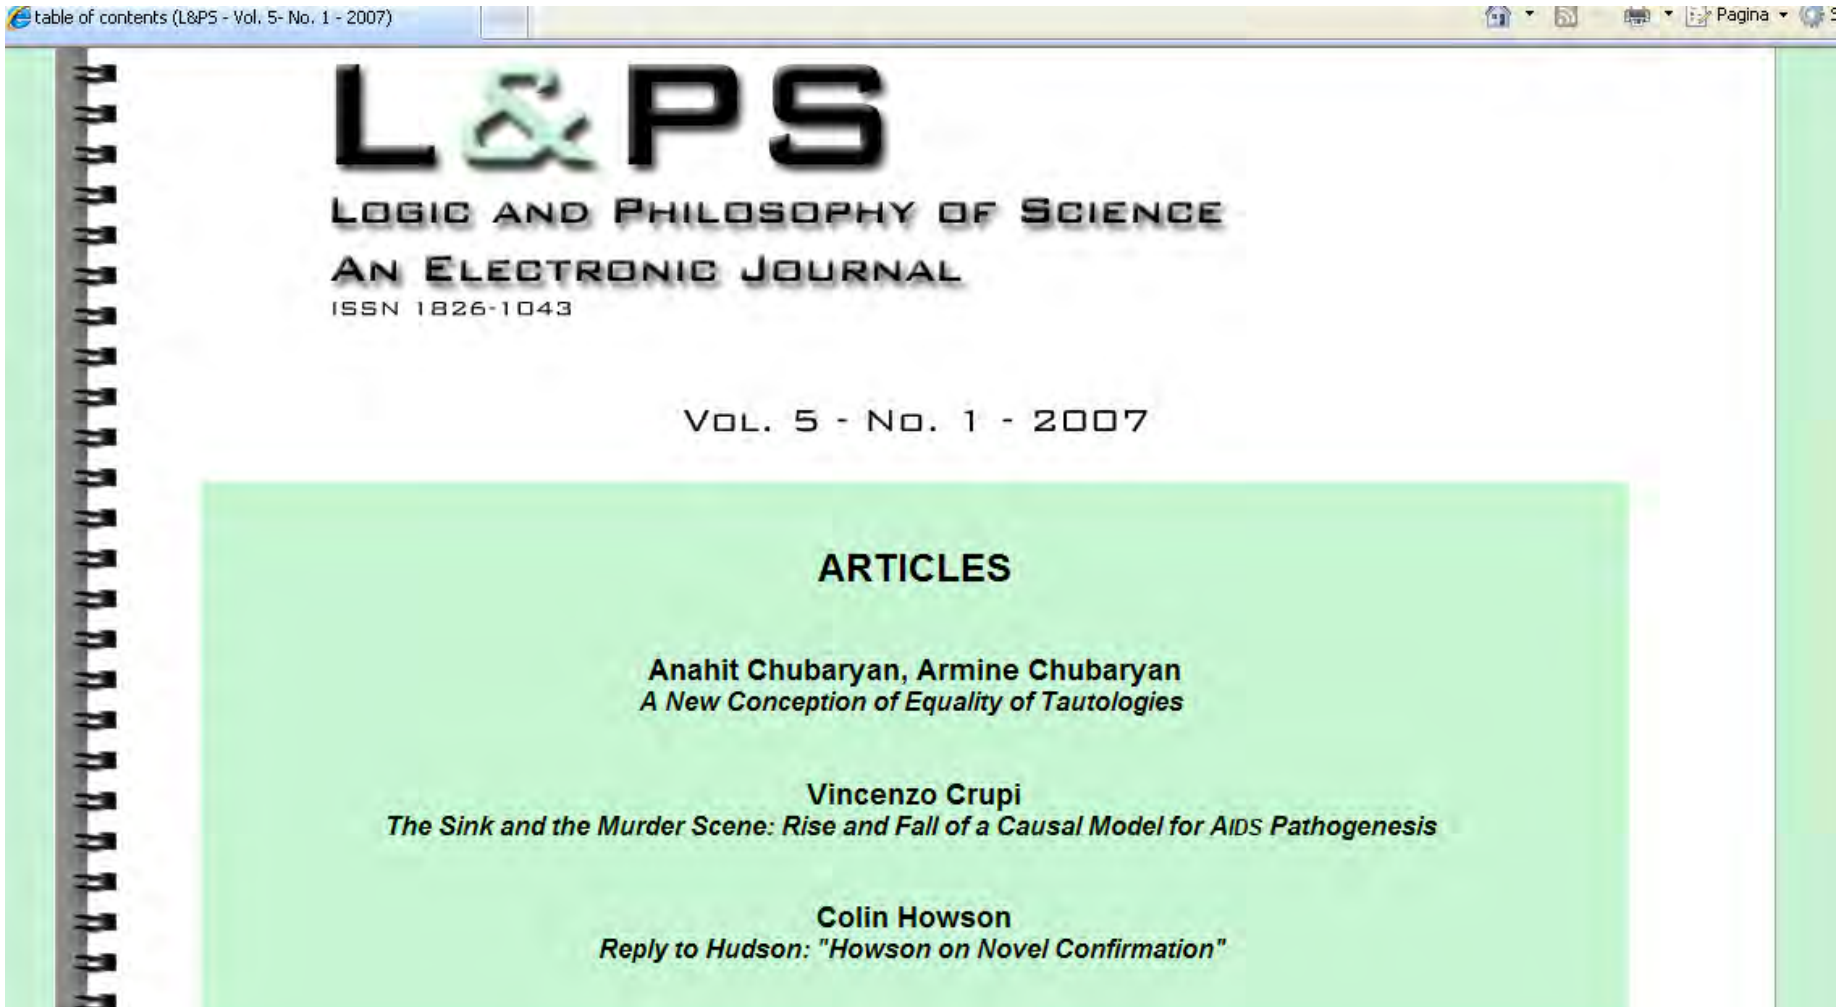 table of contents (L&PS - Vol. 5- No. 1 - 2007)
Pagina
L&PS
LOGIC AND PHILOSOPHY OF SCIENCE
AN ELECTRONIC JOURNAL
ISSN 1826-1043
VOL. 5 - NO. 1 - 2007
ARTICLES
Anahit Chubaryan, Armine Chubaryan
A New Conception of Equality of Tautologies
Vincenzo Crupi
The Sink and the Murder Scene: Rise and Fall of a Causal Model for AIDS Pathogenesis
Colin Howson
Reply to Hudson: "Howson on Novel Confirmation"